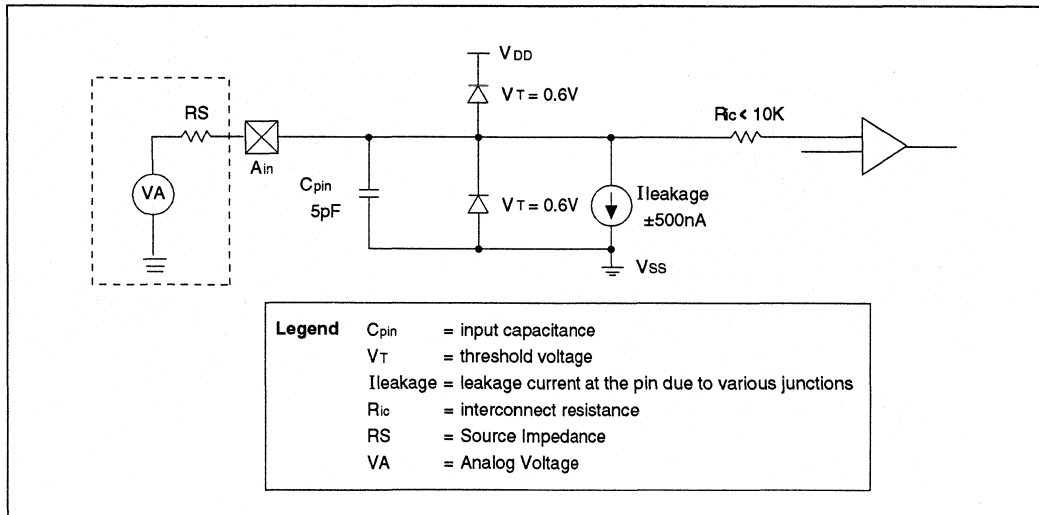 VDD
VT = 0.6V
RS
Ric < 10K
Ain
VA
Cpin
5pF
VT = 0.6V
Ileakage
±500nA
VSS
Legend
Cpin = input capacitance
VT = threshold voltage
Ileakage = leakage current at the pin due to various junctions
Ric = interconnect resistance
RS = Source Impedance
VA = Analog Voltage